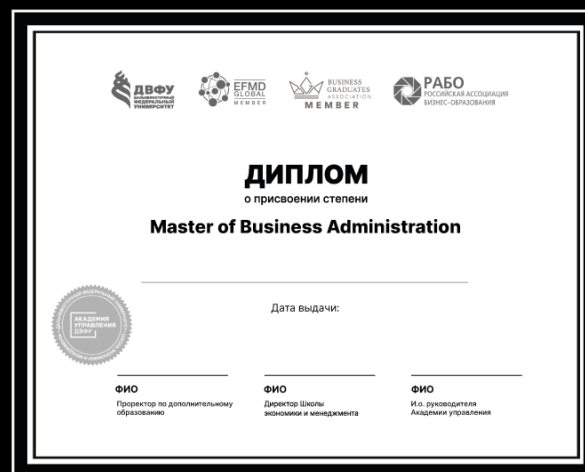 ДВФУ
ДАЛЬНЕВОСТОЧНЫЙ
ФЕДЕРАЛЬНЫЙ
УНИВЕРСИТЕТ
EFMD
GLOBAL
MEMBER
BUSINESS
GRADUATES
ASSOCIATION
MEMBER
РАБО
РОССИЙСКАЯ АССОЦИАЦИЯ
БИЗНЕС-ОБРАЗОВАНИЯ
ДИПЛОМ
о присвоении степени
Master of Business Administration
Дата выдачи:
АКАДЕМИЯ
УПРАВЛЕНИЯ
ДВФУ
ФИО
Проректор по дополнительному
образованию
ФИО
Директор Школы
экономики и менеджмента
ФИО
И.о. руководителя
Академии управления